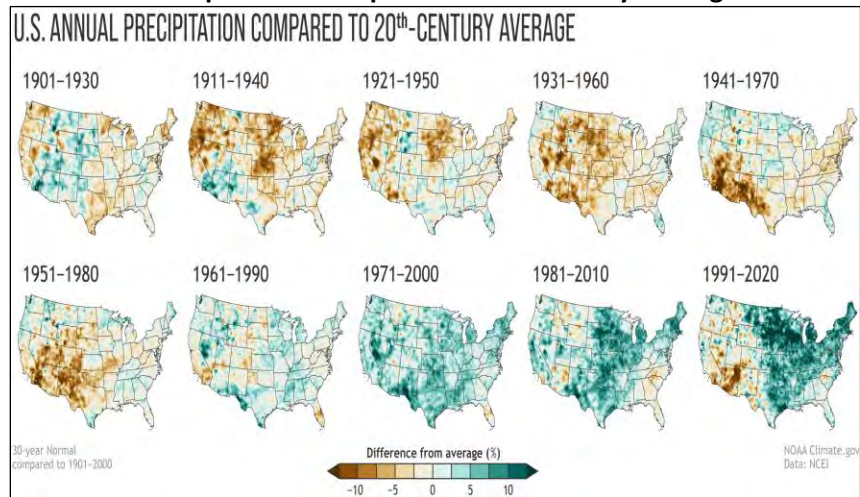 U.S. ANNUAL PRECIPITATION COMPARED TO 20th-CENTURY AVERAGE
1901–1930 1911–1940 1921–1950 1931–1960 1941–1970
1951–1980 1961–1990 1971–2000 1981–2010 1991–2020
30-year Normal
compared to 1901–2000
Difference from average (%)
-10 -5 0 5 10
NOAA Climate.gov
Data: NCEI